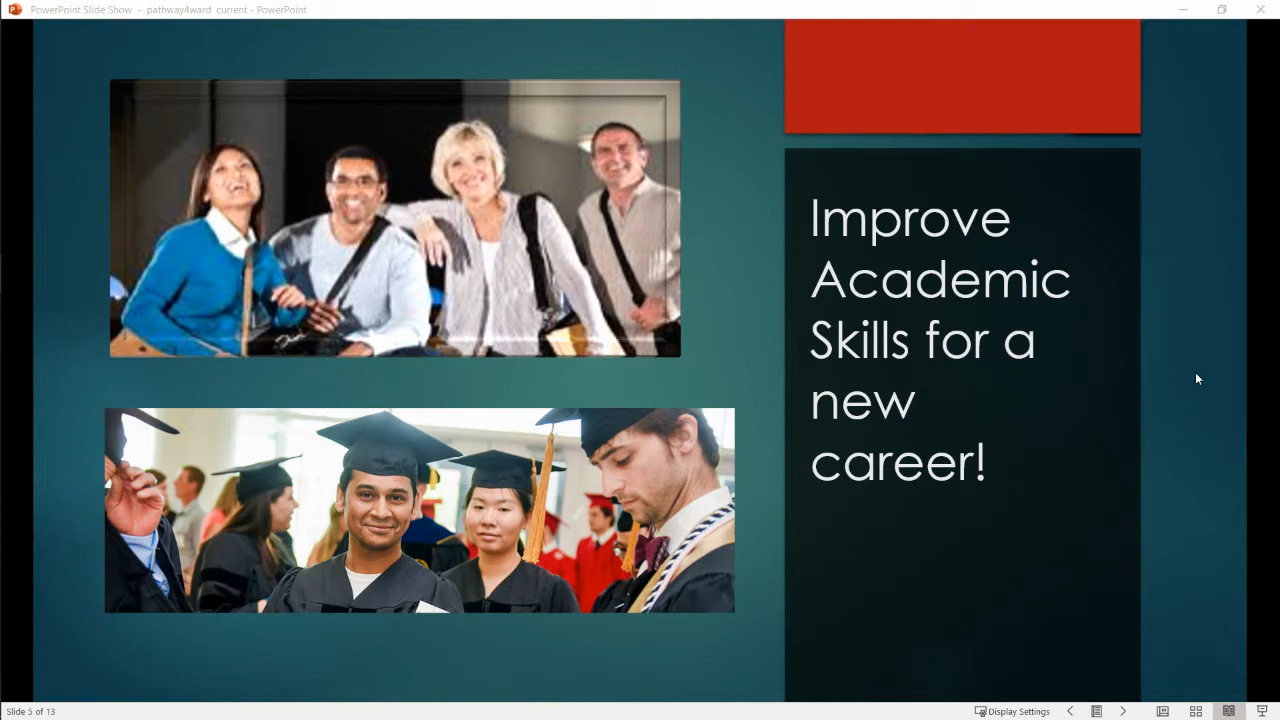 PowerPoint Slide Show - pathway4ward current - PowerPoint
Improve
Academic
Skills for a
new
career!
Slide 5 of 13
Display Settings